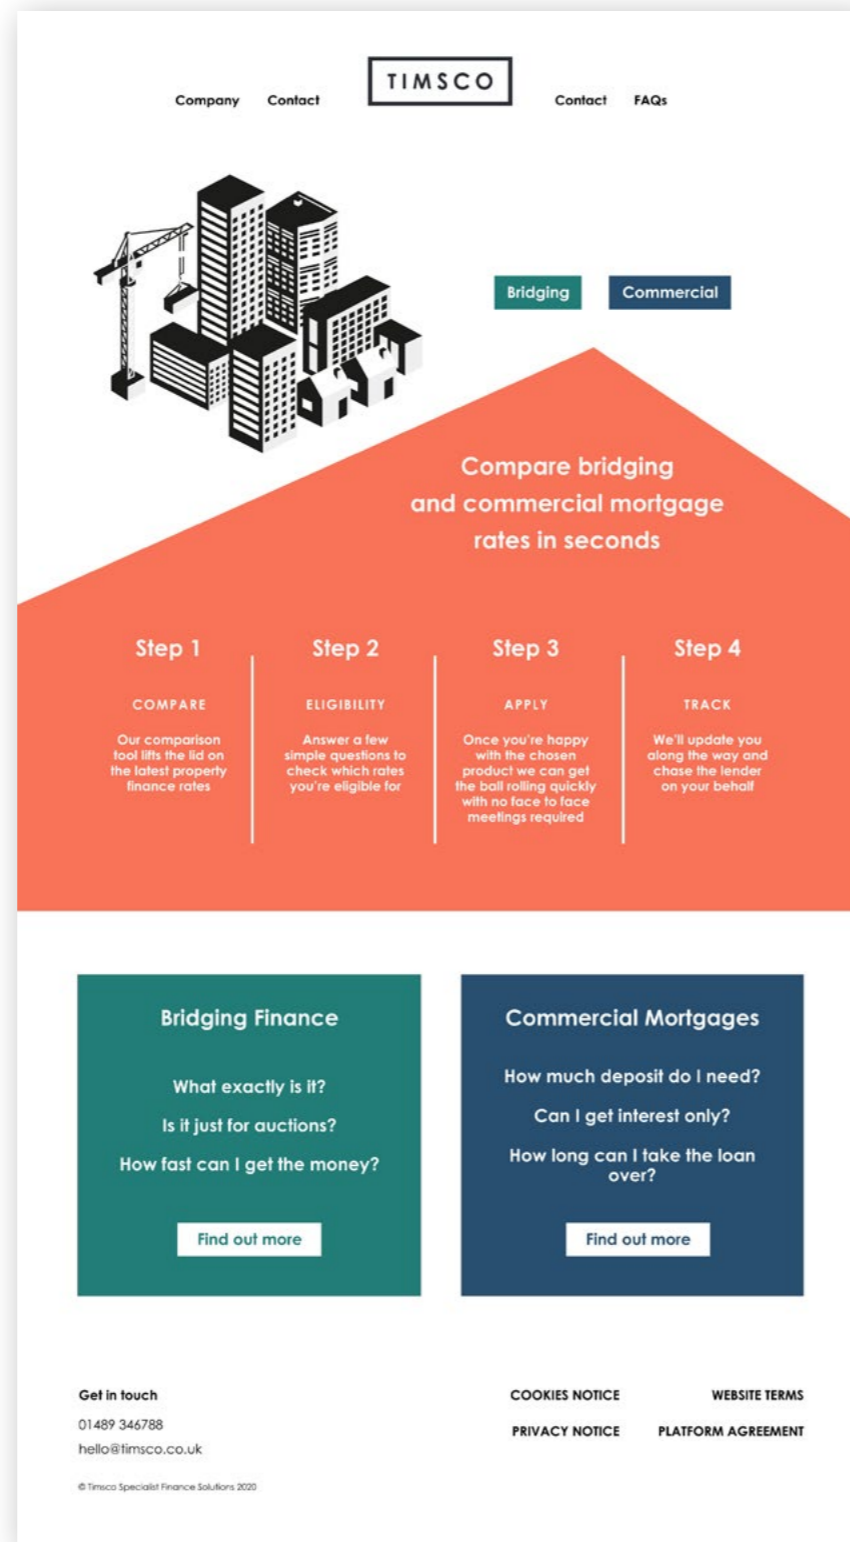 TIMSCO
Company
Contact
Contact
FAQs
Bridging
Commercial
Compare bridging
and commercial mortgage
rates in seconds
Step 1
COMPARE
Our comparison
tool lifts the lid on
the latest property
finance rates
Step 2
ELIGIBILITY
Answer a few
simple questions to
check which rates
you're eligible for
Step 3
APPLY
Once you're happy
with the chosen
product we can get
the ball rolling quickly
with no face to face
meetings required
Step 4
TRACK
We'll update you
along the way and
chase the lender
on your behalf
Bridging Finance
What exactly is it?
Is it just for auctions?
How fast can I get the money?
Find out more
Commercial Mortgages
How much deposit do I need?
Can I get interest only?
How long can I take the loan
over?
Find out more
Get in touch
01489 346788
hello@timsco.co.uk
© Timsco Specialist Finance Solutions 2020
COOKIES NOTICE
WEBSITE TERMS
PRIVACY NOTICE
PLATFORM AGREEMENT